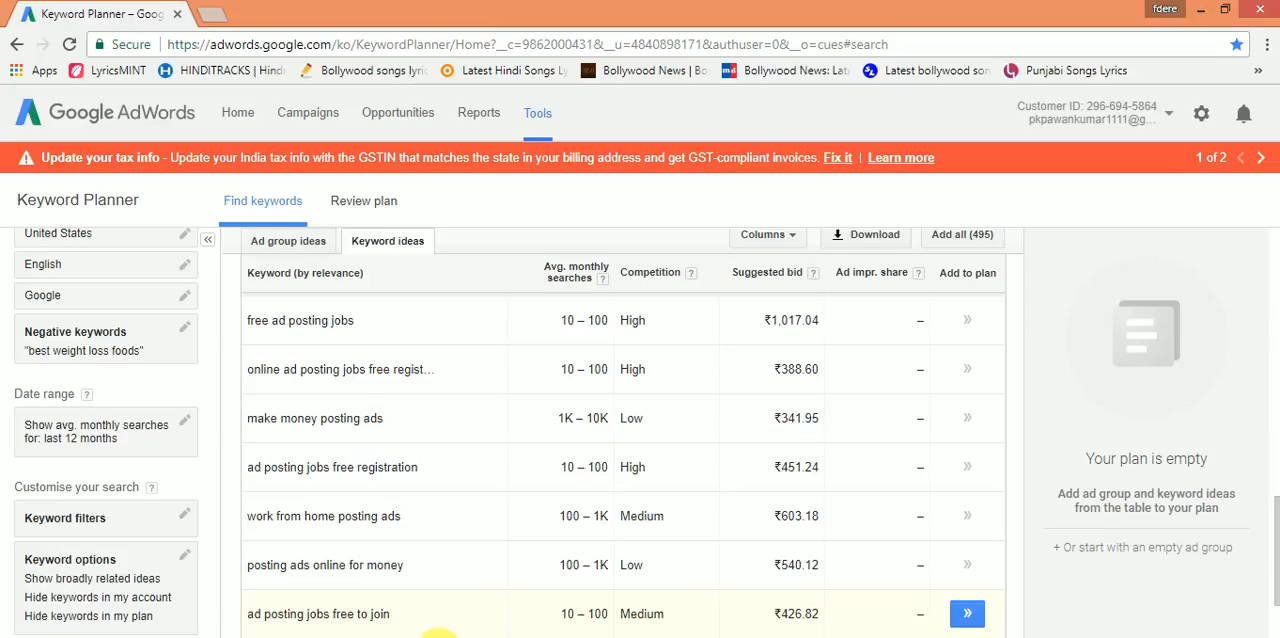 Keyword Planner – Goog
fdere
Secure
https://adwords.google.com/ko/KeywordPlanner/Home?__c=9862000431&__u=4840898171&authuser=0&__o=cues#search
Apps
LyricsMINT
HINDITRACKS | Hind
Bollywood songs lyri
Latest Hindi Songs L
Bollywood News | Bo
Bollywood News: Lat
Latest bollywood son
Punjabi Songs Lyrics
Google AdWords
Home
Campaigns
Opportunities
Reports
Tools
Customer ID: 296-694-5864
pkpawankumar1111@g...
Update your tax info - Update your India tax info with the GSTIN that matches the state in your billing address and get GST-compliant invoices. Fix it | Learn more
1 of 2
Keyword Planner
Find keywords
Review plan
United States
English
Google
Negative keywords
"best weight loss foods"
Date range ?
Show avg. monthly searches
for: last 12 months
Customise your search ?
Keyword filters
Keyword options
Show broadly related ideas
Hide keywords in my account
Hide keywords in my plan
Ad group ideas
Keyword ideas
Columns
Download
Add all (495)
Keyword (by relevance)
Avg. monthly
searches ?
Competition ?
Suggested bid ?
Ad impr. share ?
Add to plan
free ad posting jobs 10 – 100 High ₹1,017.04 – »
online ad posting jobs free regist... 10 – 100 High ₹388.60 – »
make money posting ads 1K – 10K Low ₹341.95 – »
ad posting jobs free registration 10 – 100 High ₹451.24 – »
work from home posting ads 100 – 1K Medium ₹603.18 – »
posting ads online for money 100 – 1K Low ₹540.12 – »
ad posting jobs free to join 10 – 100 Medium ₹426.82 – »
Your plan is empty
Add ad group and keyword ideas
from the table to your plan
+ Or start with an empty ad group